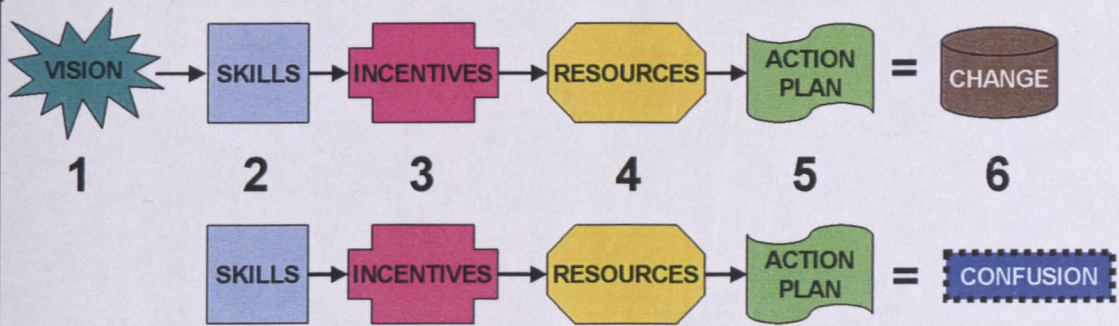 VISION SKILLS INCENTIVES RESOURCES ACTION PLAN = CHANGE
1 2 3 4 5 6
SKILLS INCENTIVES RESOURCES ACTION PLAN = CONFUSION